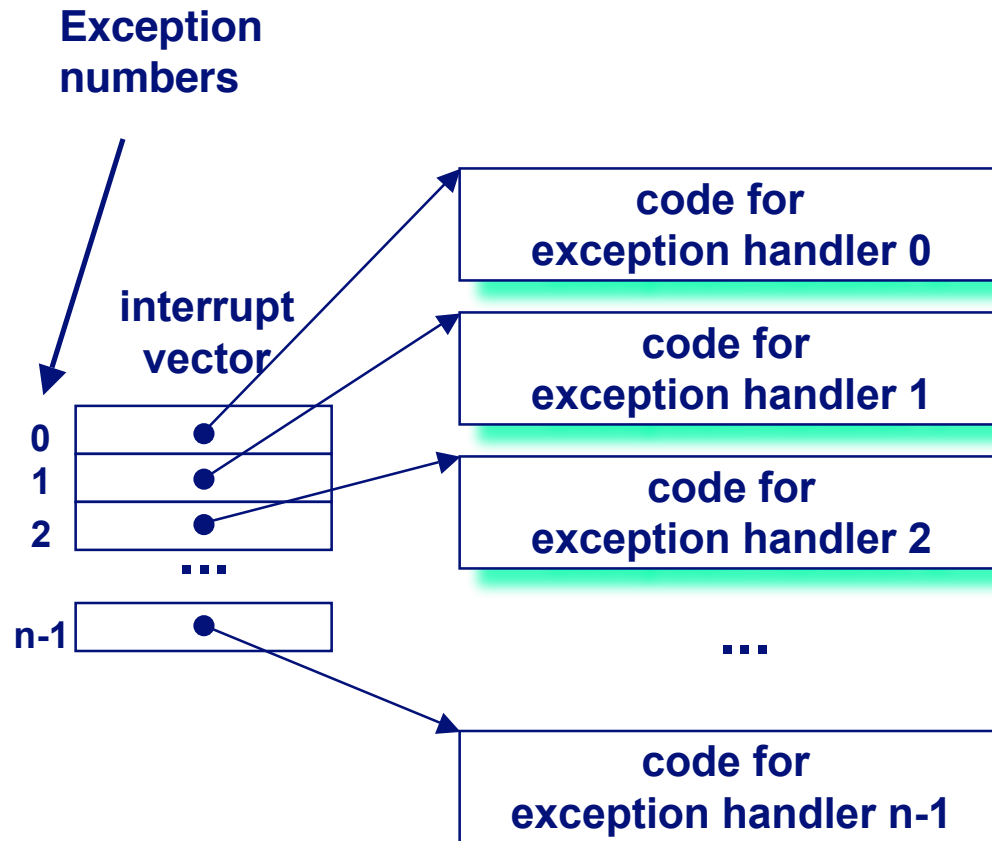 Exception
numbers
code for
exception handler 0
interrupt
vector
code for
exception handler 1
0
1
2
code for
exception handler 2
...
n-1
...
code for
exception handler n-1